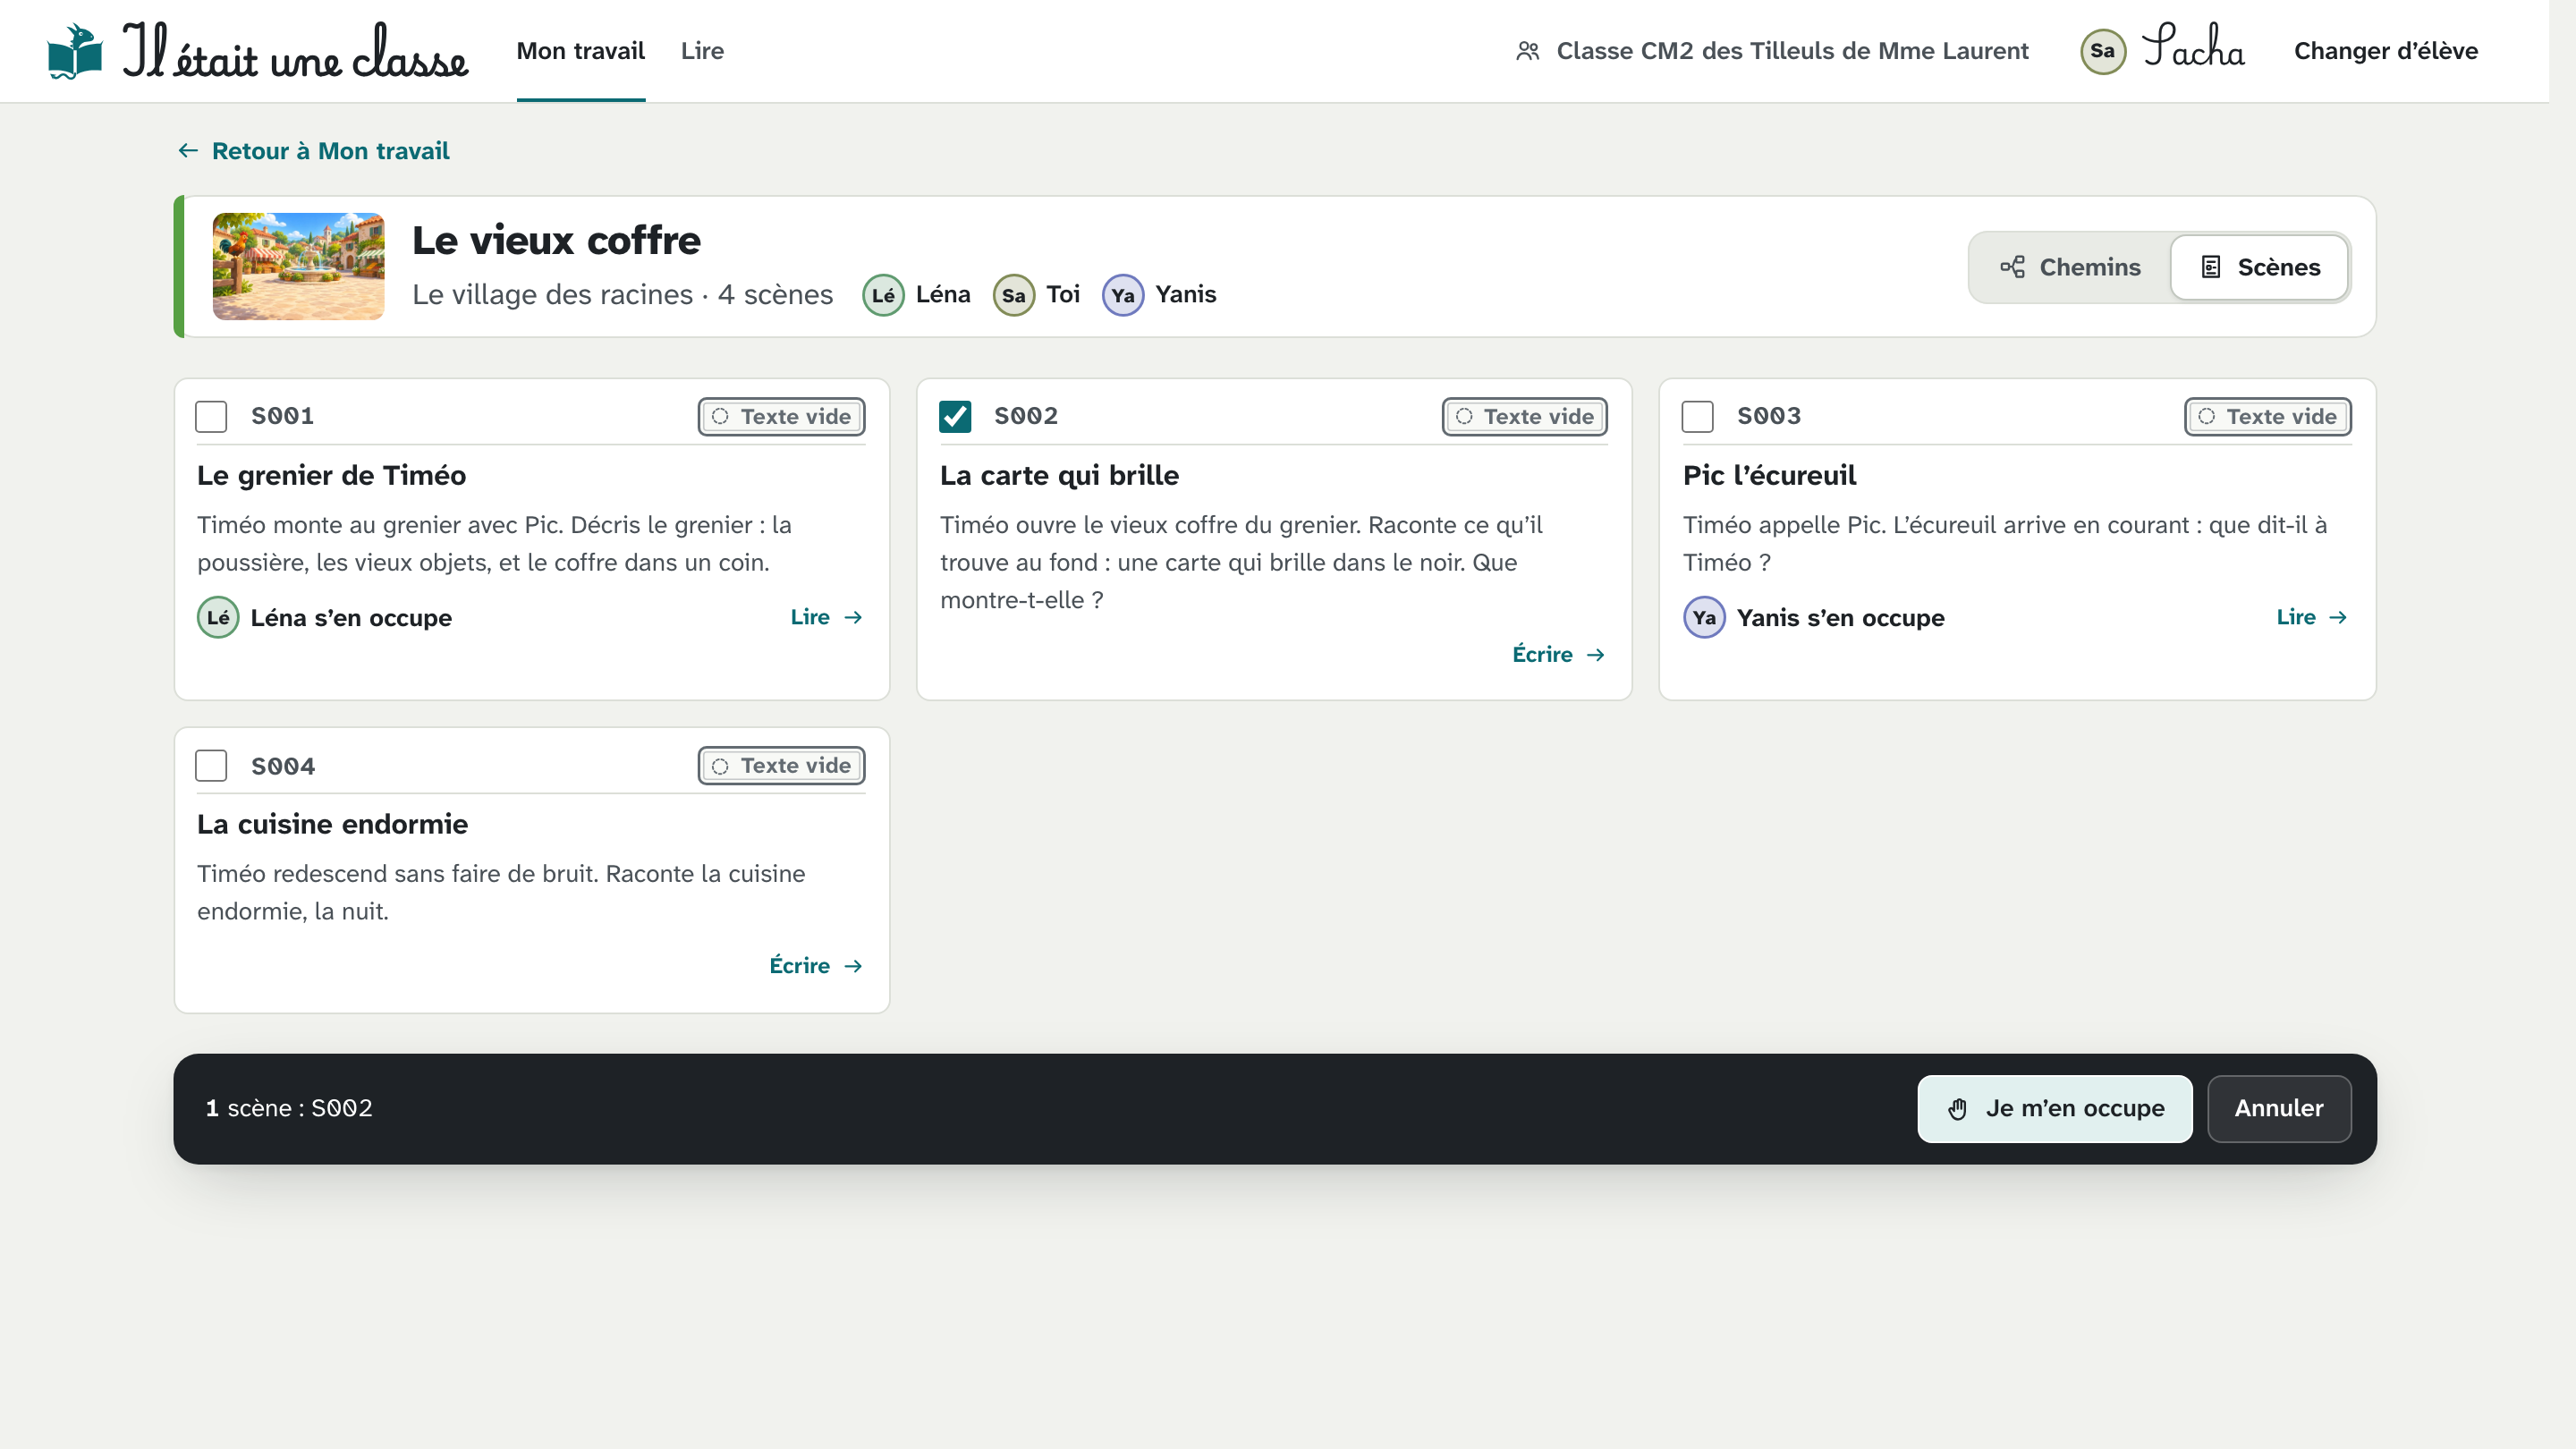 Il était une classe
Mon travail
Lire
Classe CM2 des Tilleuls de Mme Laurent
Sa
Sacha
Changer d’élève
← Retour à Mon travail
Le vieux coffre
Le village des racines · 4 scènes
Lé Léna
Sa Toi
Ya Yanis
Chemins
Scènes
S001
Texte vide
Le grenier de Timéo
Timéo monte au grenier avec Pic. Décris le grenier : la
poussière, les vieux objets, et le coffre dans un coin.
Lé Léna s’en occupe
Lire →
S002
Texte vide
La carte qui brille
Timéo ouvre le vieux coffre du grenier. Raconte ce qu’il
trouve au fond : une carte qui brille dans le noir. Que
montre-t-elle ?
Écrire →
S003
Texte vide
Pic l’écureuil
Timéo appelle Pic. L’écureuil arrive en courant : que dit-il à
Timéo ?
Ya Yanis s’en occupe
Lire →
S004
Texte vide
La cuisine endormie
Timéo redescend sans faire de bruit. Raconte la cuisine
endormie, la nuit.
Écrire →
1 scène : S002
Je m’en occupe
Annuler